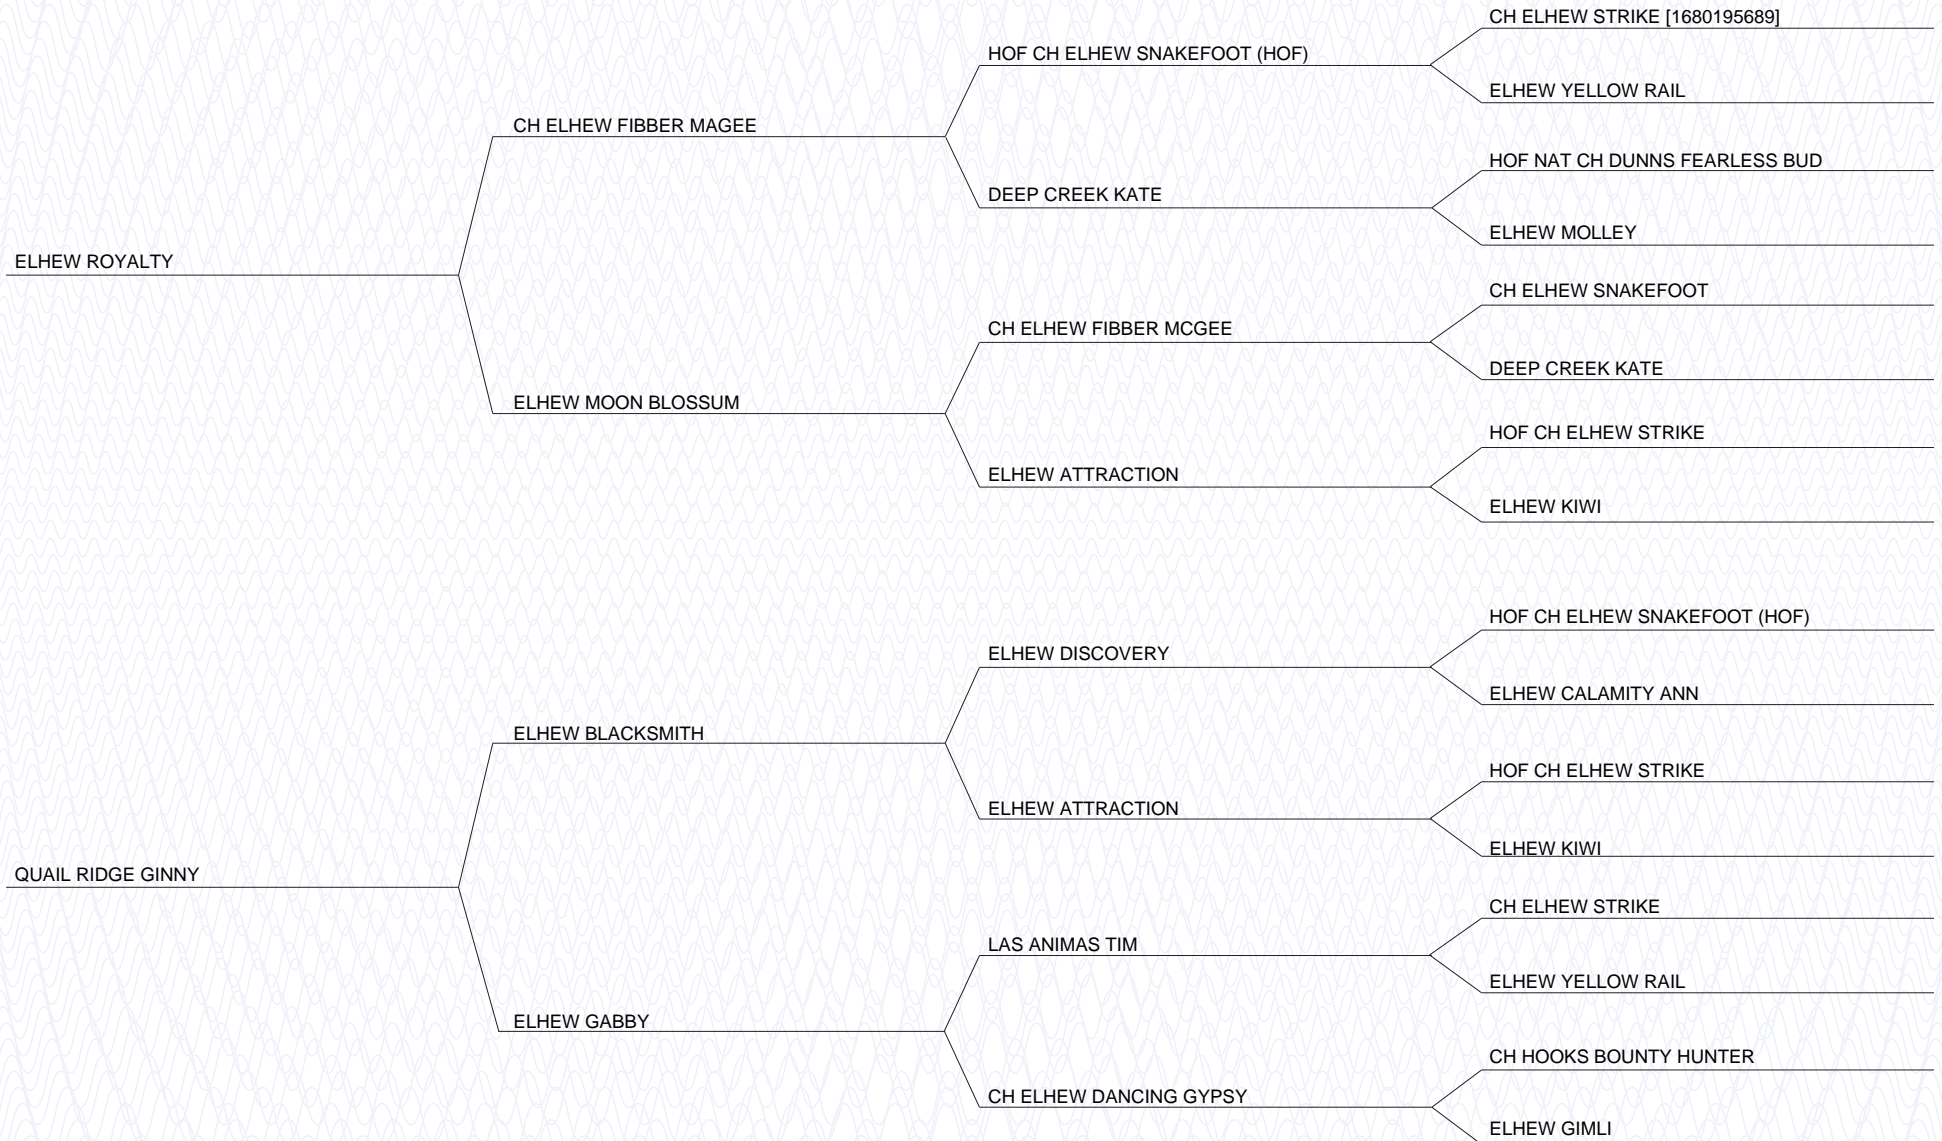 CH ELHEW STRIKE [1680195689]
HOF CH ELHEW SNAKEFOOT (HOF)
ELHEW YELLOW RAIL
CH ELHEW FIBBER MAGEE
HOF NAT CH DUNNS FEARLESS BUD
DEEP CREEK KATE
ELHEW MOLLEY
ELHEW ROYALTY
CH ELHEW SNAKEFOOT
CH ELHEW FIBBER MCGEE
DEEP CREEK KATE
ELHEW MOON BLOSSUM
HOF CH ELHEW STRIKE
ELHEW ATTRACTION
ELHEW KIWI
HOF CH ELHEW SNAKEFOOT (HOF)
ELHEW DISCOVERY
ELHEW CALAMITY ANN
ELHEW BLACKSMITH
HOF CH ELHEW STRIKE
ELHEW ATTRACTION
ELHEW KIWI
QUAIL RIDGE GINNY
CH ELHEW STRIKE
LAS ANIMAS TIM
ELHEW YELLOW RAIL
ELHEW GABBY
CH HOOKS BOUNTY HUNTER
CH ELHEW DANCING GYPSY
ELHEW GIMLI